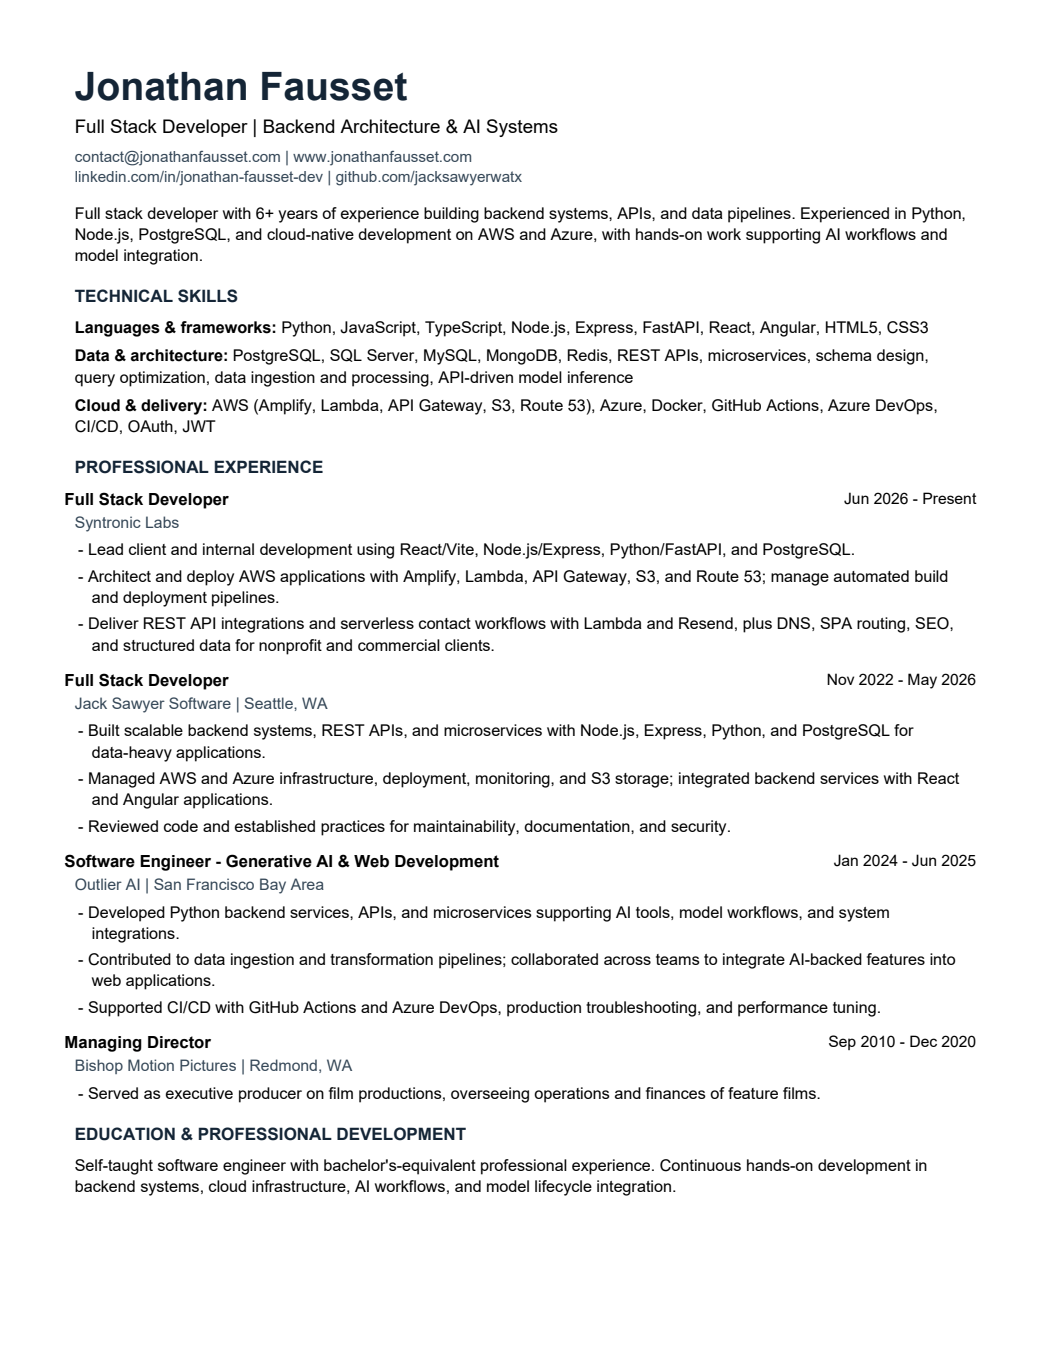 Jonathan Fausset
Full Stack Developer | Backend Architecture & AI Systems
contact@jonathanfausset.com | www.jonathanfausset.com
linkedin.com/in/jonathan-fausset-dev | github.com/jacksawyerwatx
Full stack developer with 6+ years of experience building backend systems, APIs, and data pipelines. Experienced in Python,
Node.js, PostgreSQL, and cloud-native development on AWS and Azure, with hands-on work supporting AI workflows and
model integration.
TECHNICAL SKILLS
Languages & frameworks: Python, JavaScript, TypeScript, Node.js, Express, FastAPI, React, Angular, HTML5, CSS3
Data & architecture: PostgreSQL, SQL Server, MySQL, MongoDB, Redis, REST APIs, microservices, schema design,
query optimization, data ingestion and processing, API-driven model inference
Cloud & delivery: AWS (Amplify, Lambda, API Gateway, S3, Route 53), Azure, Docker, GitHub Actions, Azure DevOps,
CI/CD, OAuth, JWT
PROFESSIONAL EXPERIENCE
Full Stack Developer Jun 2026 - Present
Syntronic Labs
- Lead client and internal development using React/Vite, Node.js/Express, Python/FastAPI, and PostgreSQL.
- Architect and deploy AWS applications with Amplify, Lambda, API Gateway, S3, and Route 53; manage automated build
and deployment pipelines.
- Deliver REST API integrations and serverless contact workflows with Lambda and Resend, plus DNS, SPA routing, SEO,
and structured data for nonprofit and commercial clients.
Full Stack Developer Nov 2022 - May 2026
Jack Sawyer Software | Seattle, WA
- Built scalable backend systems, REST APIs, and microservices with Node.js, Express, Python, and PostgreSQL for
data-heavy applications.
- Managed AWS and Azure infrastructure, deployment, monitoring, and S3 storage; integrated backend services with React
and Angular applications.
- Reviewed code and established practices for maintainability, documentation, and security.
Software Engineer - Generative AI & Web Development Jan 2024 - Jun 2025
Outlier AI | San Francisco Bay Area
- Developed Python backend services, APIs, and microservices supporting AI tools, model workflows, and system
integrations.
- Contributed to data ingestion and transformation pipelines; collaborated across teams to integrate AI-backed features into
web applications.
- Supported CI/CD with GitHub Actions and Azure DevOps, production troubleshooting, and performance tuning.
Managing Director Sep 2010 - Dec 2020
Bishop Motion Pictures | Redmond, WA
- Served as executive producer on film productions, overseeing operations and finances of feature films.
EDUCATION & PROFESSIONAL DEVELOPMENT
Self-taught software engineer with bachelor's-equivalent professional experience. Continuous hands-on development in
backend systems, cloud infrastructure, AI workflows, and model lifecycle integration.